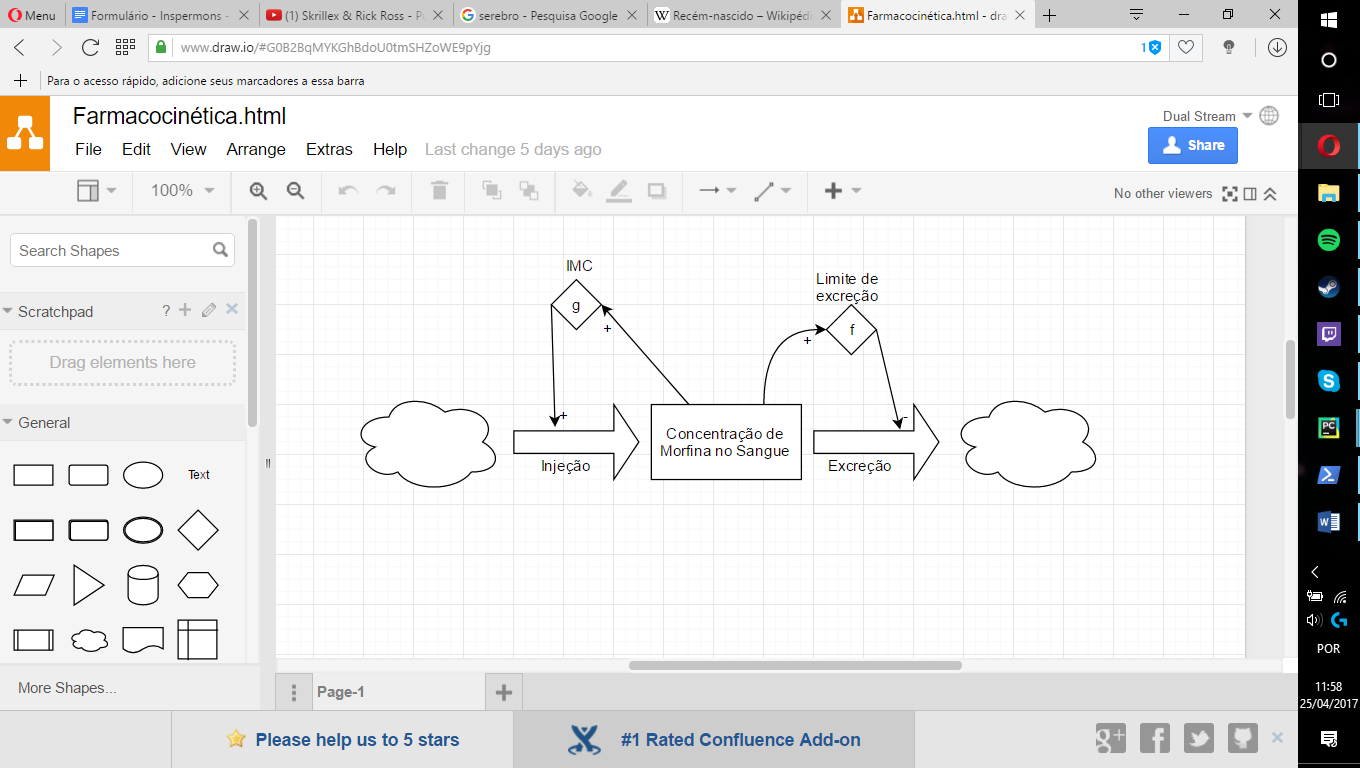 Menu
Formulário - Inspermons -
(1) Skrillex & Rick Ross - Pu
serebro - Pesquisa Google
Recém-nascido – Wikipédi
Farmacocinética.html - dra
www.draw.io/#G0B2BqMYKGhBdoU0tmSHZoWE9pYjg
1
Para o acesso rápido, adicione seus marcadores a essa barra
Farmacocinética.html
Dual Stream
File Edit View Arrange Extras Help Last change 5 days ago
Share
100%
No other viewers
Search Shapes
Scratchpad
?
Drag elements here
General
Text
More Shapes...
IMC
g
+
+
Limite de
excreção
f
+
-
Injeção
Concentração de
Morfina no Sangue
Excreção
Page-1
Please help us to 5 stars
#1 Rated Confluence Add-on
POR
11:58
25/04/2017